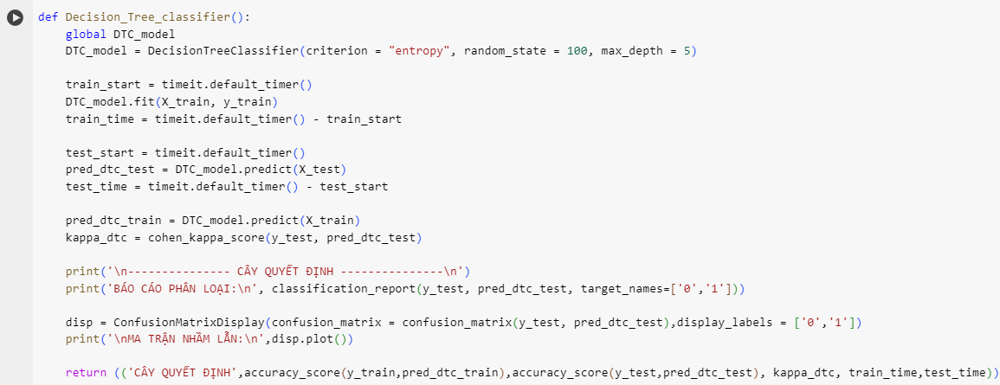 def Decision_Tree_classifier():
    global DTC_model
    DTC_model = DecisionTreeClassifier(criterion = "entropy", random_state = 100, max_depth = 5)
    train_start = timeit.default_timer()
    DTC_model.fit(X_train, y_train)
    train_time = timeit.default_timer() - train_start
    test_start = timeit.default_timer()
    pred_dtc_test = DTC_model.predict(X_test)
    test_time = timeit.default_timer() - test_start
    pred_dtc_train = DTC_model.predict(X_train)
    kappa_dtc = cohen_kappa_score(y_test, pred_dtc_test)
    print('\n--------------- CÂY QUYẾT ĐỊNH ---------------\n')
    print('BÁO CÁO PHÂN LOẠI:\n', classification_report(y_test, pred_dtc_test, target_names=['0','1']))
    disp = ConfusionMatrixDisplay(confusion_matrix = confusion_matrix(y_test, pred_dtc_test),display_labels = ['0','1'])
    print('\nMA TRẬN NHẦM LẪN:\n',disp.plot())
    return (('CÂY QUYẾT ĐỊNH',accuracy_score(y_train,pred_dtc_train),accuracy_score(y_test,pred_dtc_test), kappa_dtc, train_time,test_time))